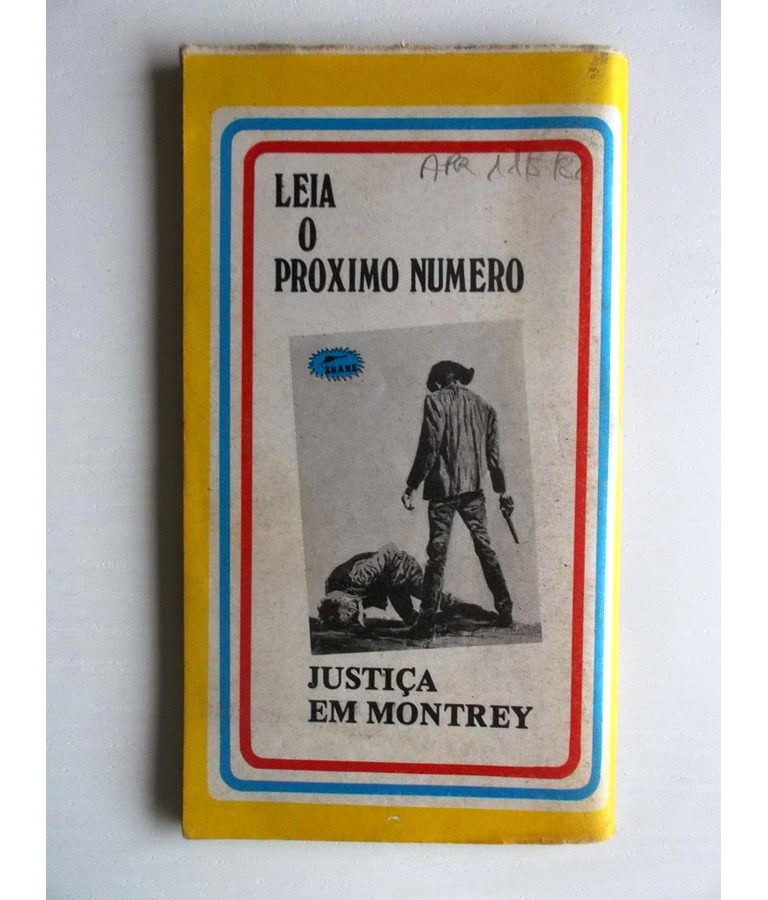 LEIA
O
PROXIMO NUMERO
SHANE
JUSTIÇA
EM MONTREY